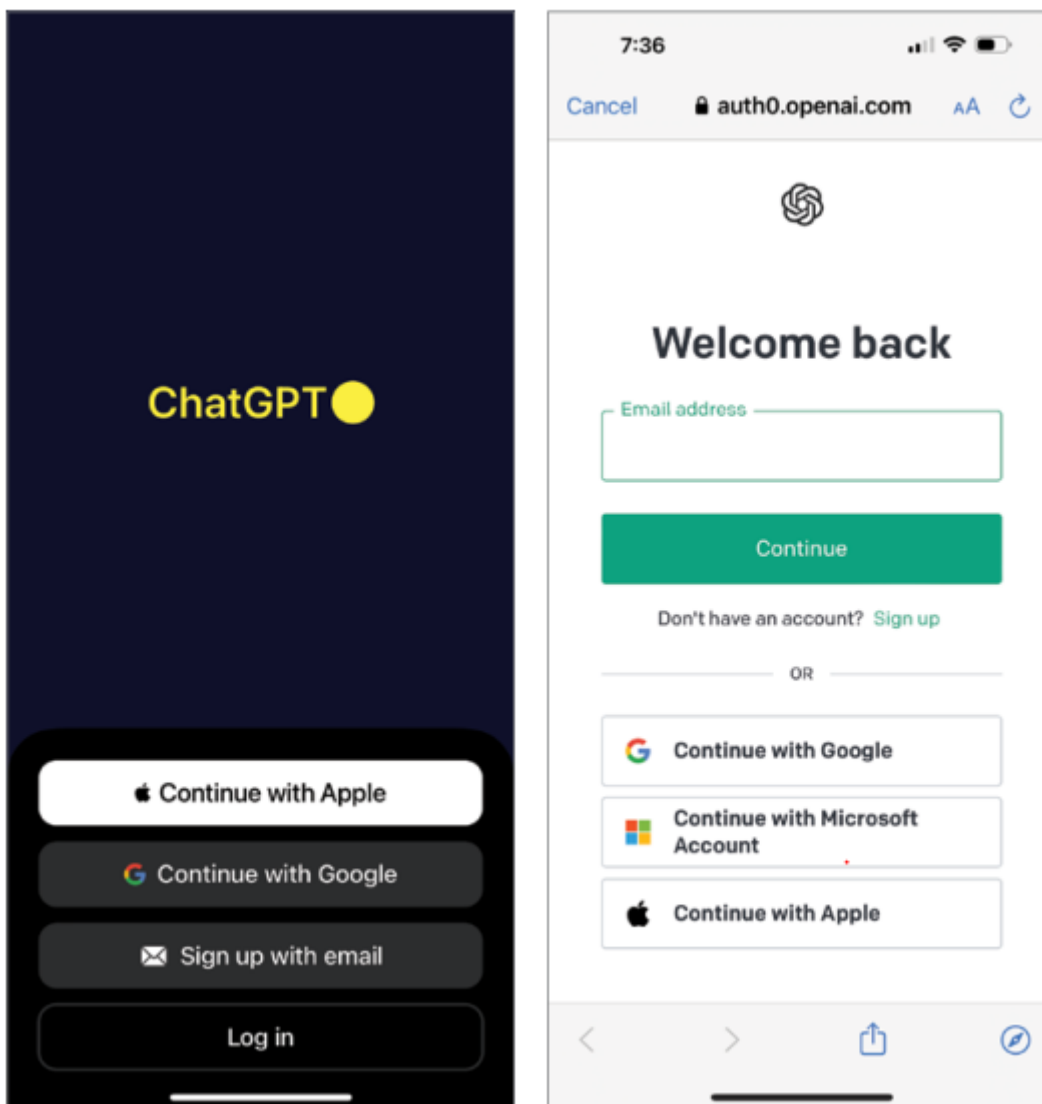 ChatGPT
Continue with Apple
Continue with Google
Sign up with email
Log in
7:36
Cancel
auth0.openai.com
AA
Welcome back
Email address
Continue
Don't have an account? Sign up
OR
Continue with Google
Continue with Microsoft
Account
Continue with Apple